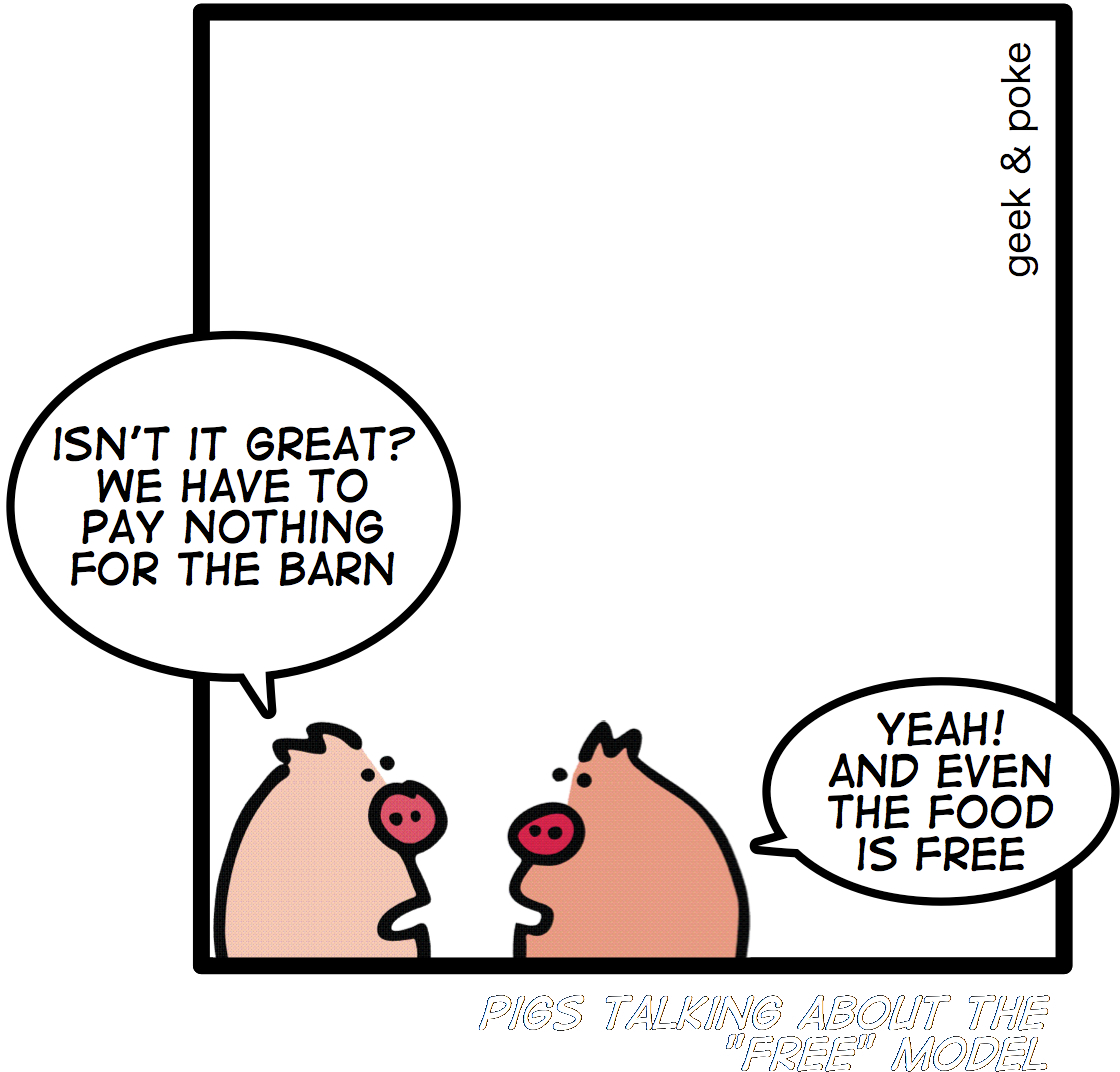 geek & poke
ISN'T IT GREAT?
WE HAVE TO
PAY NOTHING
FOR THE BARN
YEAH!
AND EVEN
THE FOOD
IS FREE
PIGS TALKING ABOUT THE
"FREE" MODEL